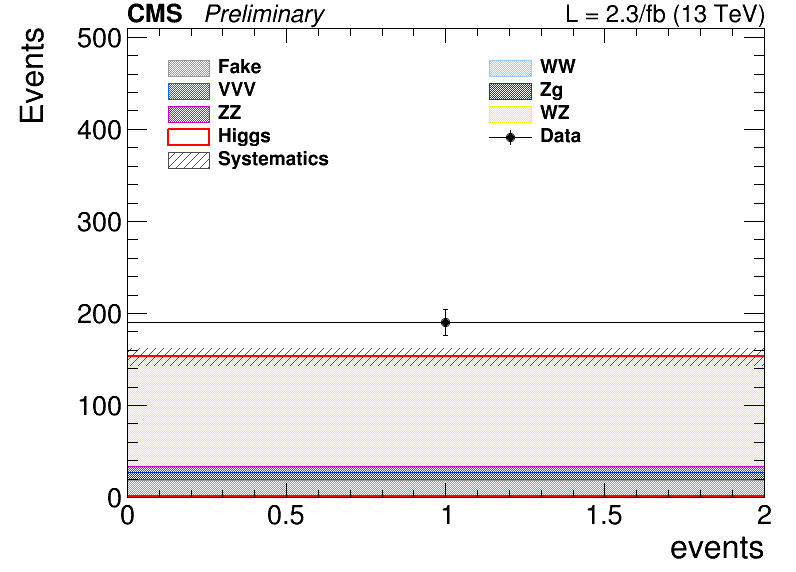 CMS Preliminary L = 2.3/fb (13 TeV)
Events
500
400
300
200
100
0
Fake
VVV
ZZ
Higgs
Systematics
WW
Zg
WZ
Data
0 0.5 1 1.5 2
events